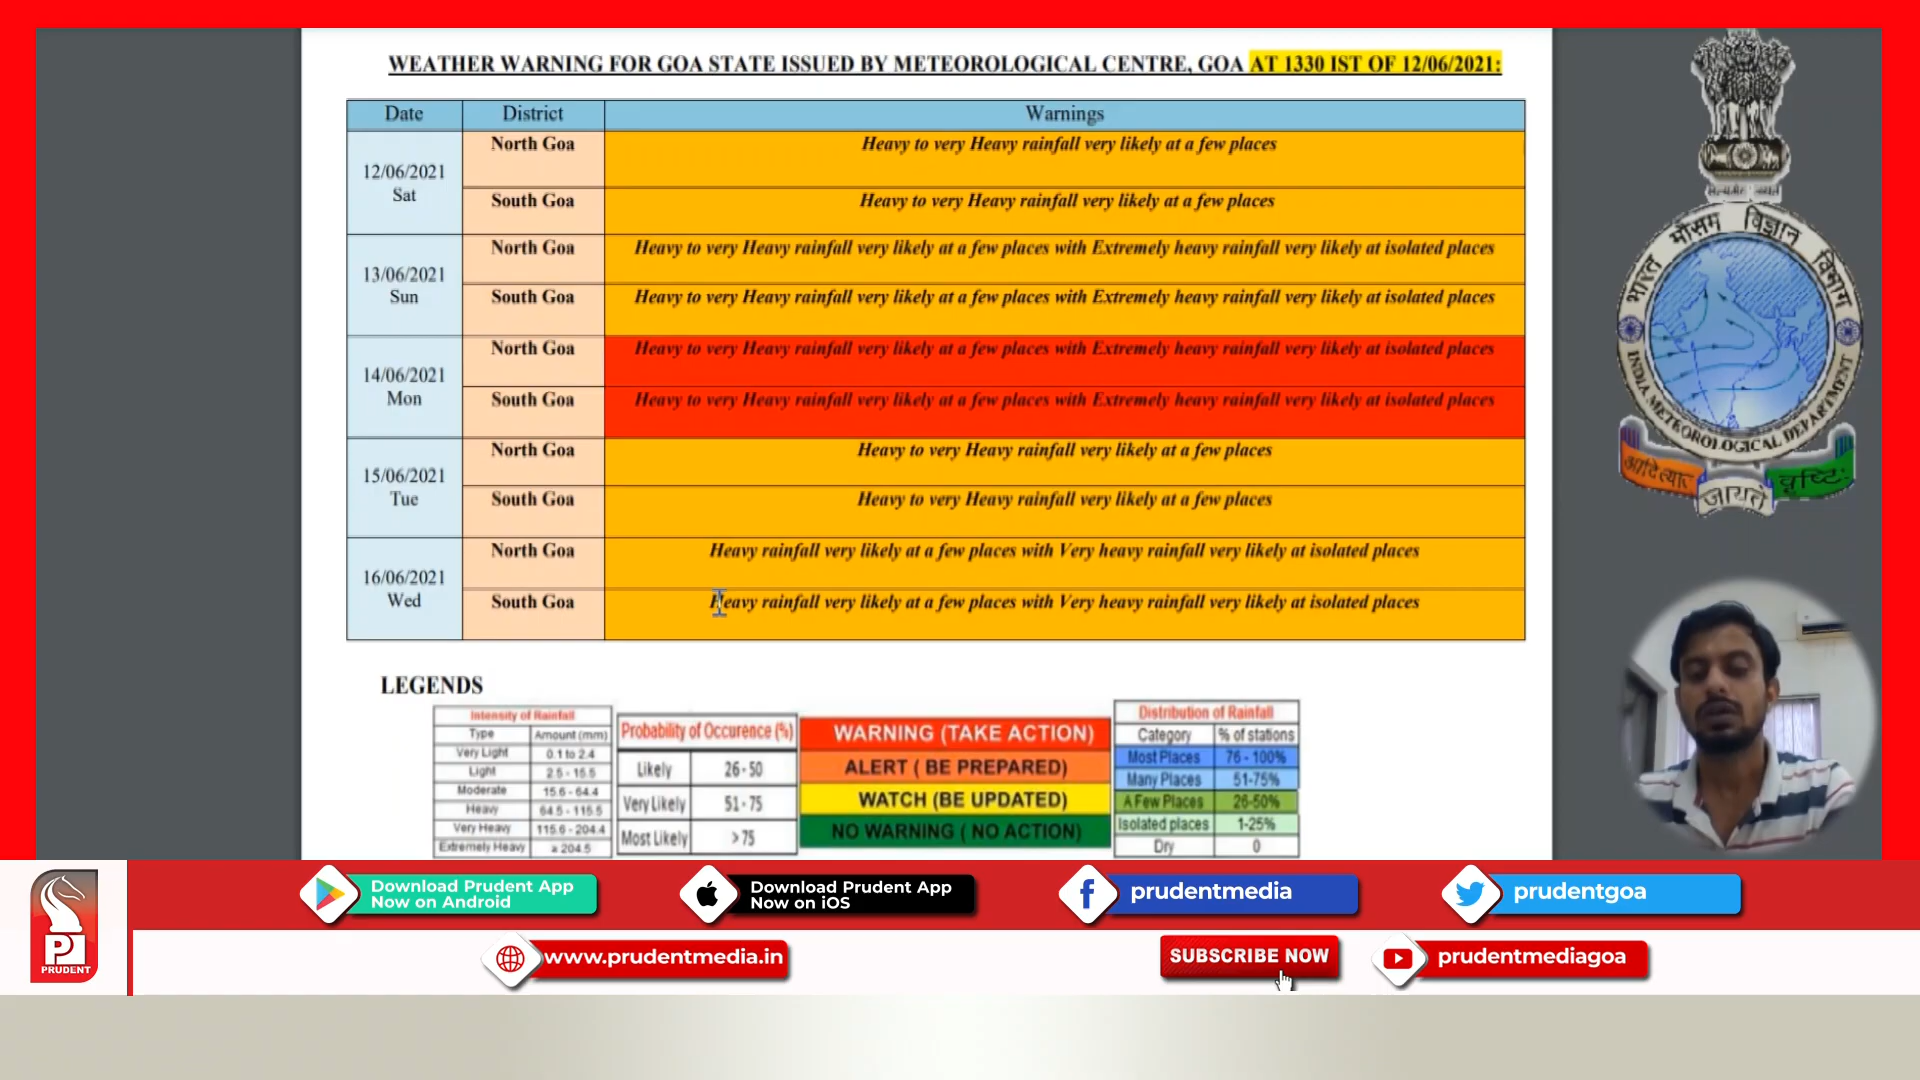 WEATHER WARNING FOR GOA STATE ISSUED BY METEOROLOGICAL CENTRE, GOA AT 1330 IST OF 12/06/2021:
Date District Warnings
12/06/2021 Sat
North Goa Heavy to very Heavy rainfall very likely at a few places
South Goa Heavy to very Heavy rainfall very likely at a few places
13/06/2021 Sun
North Goa Heavy to very Heavy rainfall very likely at a few places with Extremely heavy rainfall very likely at isolated places
South Goa Heavy to very Heavy rainfall very likely at a few places with Extremely heavy rainfall very likely at isolated places
14/06/2021 Mon
North Goa Heavy to very Heavy rainfall very likely at a few places with Extremely heavy rainfall very likely at isolated places
South Goa Heavy to very Heavy rainfall very likely at a few places with Extremely heavy rainfall very likely at isolated places
15/06/2021 Tue
North Goa Heavy to very Heavy rainfall very likely at a few places
South Goa Heavy to very Heavy rainfall very likely at a few places
16/06/2021 Wed
North Goa Heavy rainfall very likely at a few places with Very heavy rainfall very likely at isolated places
South Goa Heavy rainfall very likely at a few places with Very heavy rainfall very likely at isolated places
LEGENDS
Intensity of Rainfall
Type Amount (mm)
Very Light 0.1 to 2.4
Light 2.5 - 15.5
Moderate 15.6 - 64.4
Heavy 64.5 - 115.5
Very Heavy 115.6 - 204.4
Extremely Heavy ≥ 204.5
Probability of Occurence (%)
Likely 26 - 50
Very Likely 51 - 75
Most Likely > 75
WARNING (TAKE ACTION)
ALERT ( BE PREPARED)
WATCH (BE UPDATED)
NO WARNING ( NO ACTION)
Distribution of Rainfall
Category % of stations
Most Places 76 - 100%
Many Places 51-75%
A Few Places 26-50%
Isolated places 1-25%
Dry 0
भारत मौसम विज्ञान विभाग
INDIA METEOROLOGICAL DEPARTMENT
आदित्यात्
जायते
वृष्टिः
PRUDENT
Download Prudent App
Now on Android
Download Prudent App
Now on iOS
prudentmedia
prudentgoa
www.prudentmedia.in
SUBSCRIBE NOW
prudentmediagoa